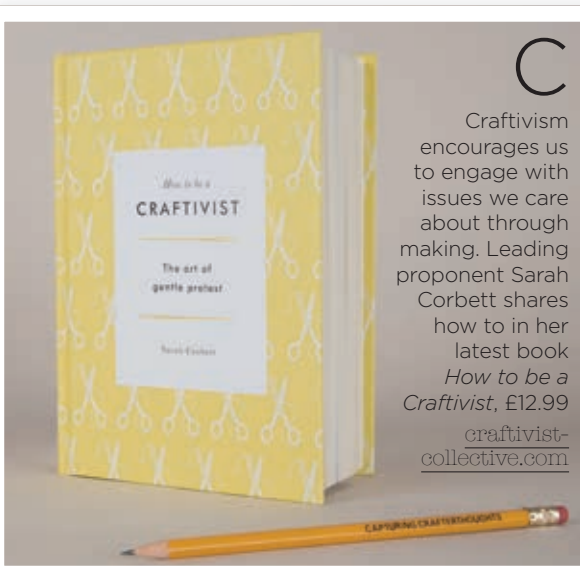 C
Craftivism
encourages us
to engage with
issues we care
about through
making. Leading
proponent Sarah
Corbett shares
how to in her
latest book
How to be a
Craftivist, £12.99
craftivist-
collective.com
How to be a
CRAFTIVIST
The art of
gentle protest
Sarah Corbett
CAPTURING CRAFTERTHOUGHTS